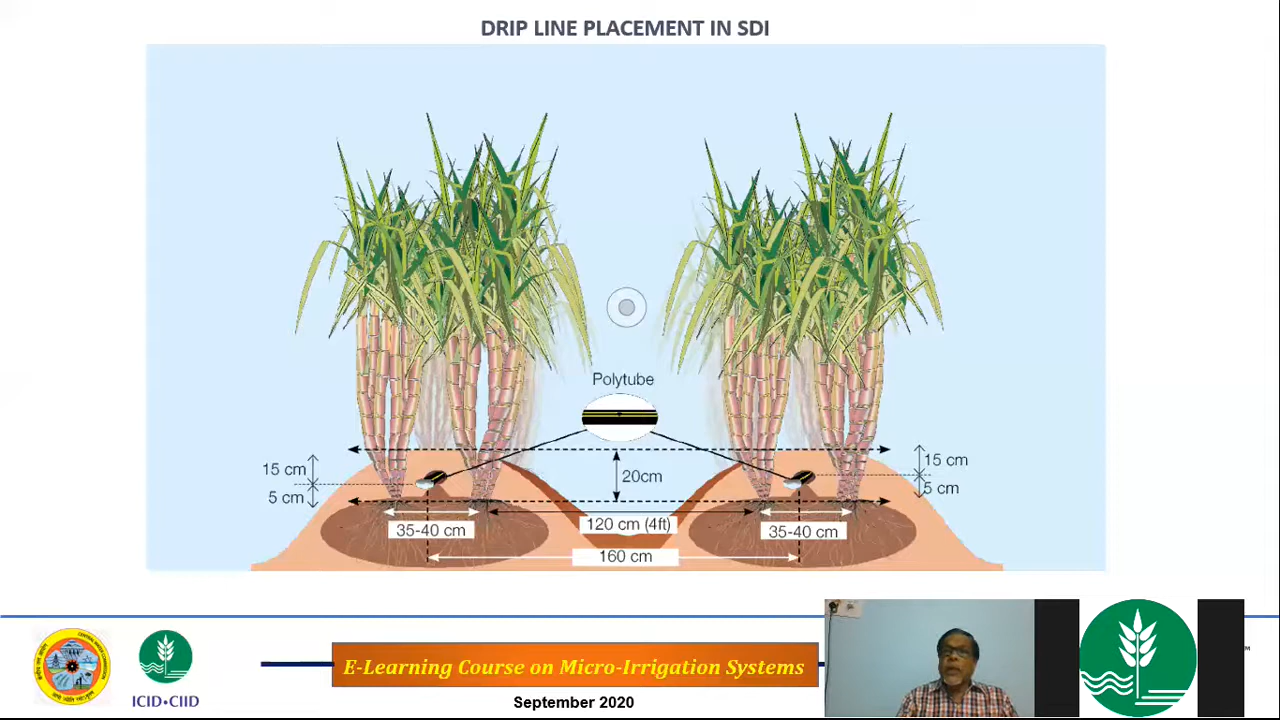 DRIP LINE PLACEMENT IN SDI
Polytube
15 cm
5 cm
20cm
15 cm
5 cm
35-40 cm
120 cm (4ft)
35-40 cm
160 cm
E-Learning Course on Micro-Irrigation Systems
September 2020
ICID•CIID